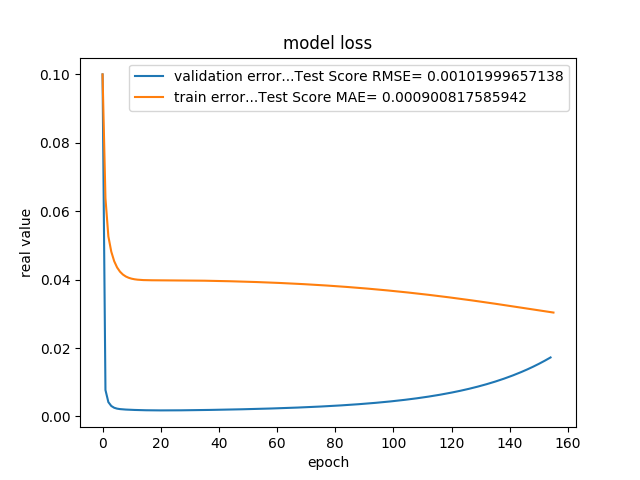 model loss
validation error...Test Score RMSE= 0.00101999657138
train error...Test Score MAE= 0.000900817585942
real value
0.10
0.08
0.06
0.04
0.02
0.00
0 20 40 60 80 100 120 140 160
epoch